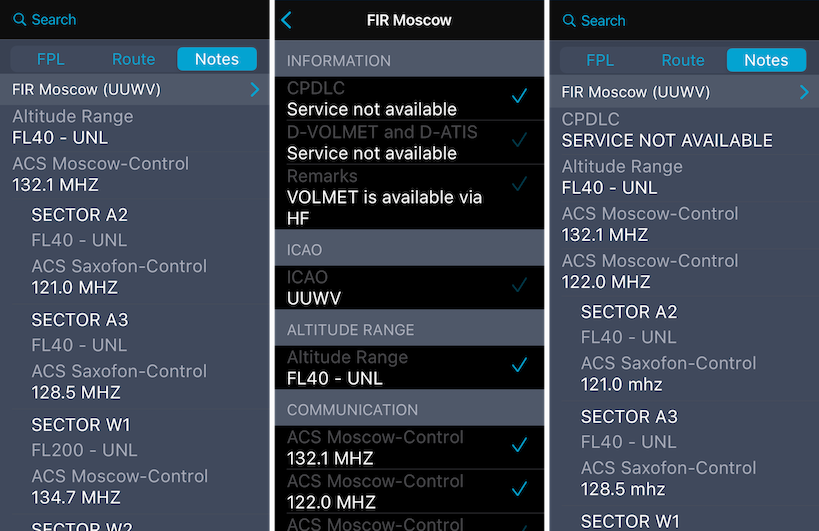 Search
FPL Route Notes
FIR Moscow (UUWV)
Altitude Range
FL40 - UNL
ACS Moscow-Control
132.1 MHZ
SECTOR A2
FL40 - UNL
ACS Saxofon-Control
121.0 MHZ
SECTOR A3
FL40 - UNL
ACS Saxofon-Control
128.5 MHZ
SECTOR W1
FL200 - UNL
ACS Moscow-Control
134.7 MHZ
SECTOR W2
FIR Moscow
INFORMATION
CPDLC
Service not available
D-VOLMET and D-ATIS
Service not available
Remarks
VOLMET is available via
HF
ICAO
ICAO
UUWV
ALTITUDE RANGE
Altitude Range
FL40 - UNL
COMMUNICATION
ACS Moscow-Control
132.1 MHZ
ACS Moscow-Control
122.0 MHZ
ACS Moscow-Control
Search
FPL Route Notes
FIR Moscow (UUWV)
CPDLC
SERVICE NOT AVAILABLE
Altitude Range
FL40 - UNL
ACS Moscow-Control
132.1 MHZ
ACS Moscow-Control
122.0 MHZ
SECTOR A2
FL40 - UNL
ACS Saxofon-Control
121.0 mhz
SECTOR A3
FL40 - UNL
ACS Saxofon-Control
128.5 mhz
SECTOR W1